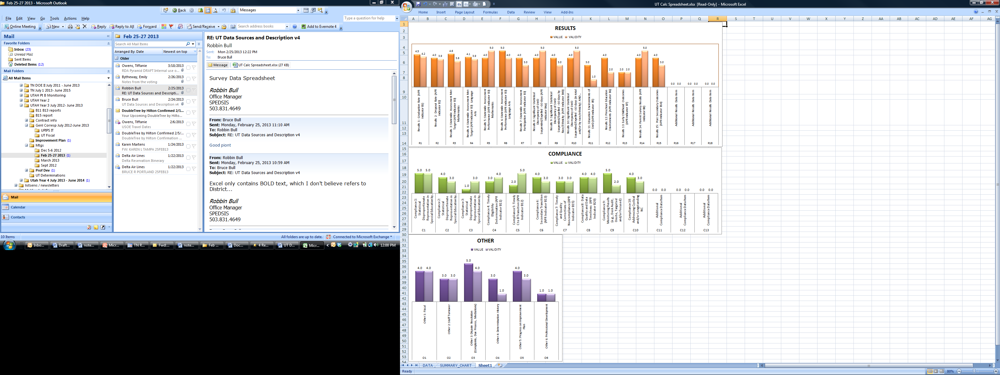 Feb 25-27 2013 - Microsoft Outlook
Back
Messages
File Edit View Go Tools Actions Help
Type a question for help
Online Meeting New Reply Reply to All Forward Send/Receive Search address books Add to Evernote 4
Mail
Favorite Folders
Inbox (23)
Unread Mail
Sent Items
Deleted Items (12)
Mail Folders
All Mail Items
TN DOE II July 2011 - June 2013
TN July 1 2013- June 2015
UTAH Pt B Monitoring
UTAH Year 2
UTAH Year 3 July 2012- June 2013
B11 B13 reports
B15 report
Contract info
Genl Corresp July 2012-June 2013
UPIPS IT
UT Fiscal
Improvement Plan (1)
Mtgs
Dec 5-6 2012
Feb 25-27 2013 (1)
March 2013
Sept 2012
Prof Dev (1)
UT Determinations
Utah Year 4 July 2013 - June 2014 (1)
listservs / newsletters
Mail
Calendar
Contacts
10 Items
Feb 25-27 2013
Search All Mail Items
Arranged By: Date Newest on top
Older
Owens, Tiffanie 3/18/2013
RDA Pyramid DRAFT Internal use o...
Bytheway, Emily 2/26/2013
Notes from the voting
Robbin Bull 2/25/2013
RE: UT Data Sources and Descripti...
Bruce Bull 2/24/2013
UT Data Sources and Description v4
DoubleTree by Hilton Confirmed 2/1...
Your Upcoming DoubleTree by Hilto...
Owens, Tiffanie 2/6/2013
USOE Travel Dates
DoubleTree by Hilton Confirmed 2/5/...
DoubleTree by Hilton Confirmation ...
Karen Martens 1/24/2013
FW: KAREN L TAMPA 25FEB13
Delta Air Lines 1/22/2013
Delta Reservation Itinerary
Delta Air Lines 1/22/2013
BRUCE R PORTLAND 25FEB13
RE: UT Data Sources and Description v4
Robbin Bull
Sent: Mon 2/25/2013 12:22 PM
To: Bruce Bull
Message UT Calc Spreadsheet.xlsx (27 KB)
Survey Data Spreadsheet
Robbin Bull
Office Manager
SPEDSIS
503.831.4649
From: Bruce Bull
Sent: Monday, February 25, 2013 11:10 AM
To: Robbin Bull
Subject: RE: UT Data Sources and Description v4
Good piont
From: Robbin Bull
Sent: Monday, February 25, 2013 10:59 AM
To: Bruce Bull
Subject: RE: UT Data Sources and Description v4
Excel only contains BOLD text, which I don't believe refers to
District...
Robbin Bull
Office Manager
SPEDSIS
503.831.4649
All folders are up to date. Connected to Microsoft Exchange
Inbo... Draft... note... Micr... TN R... Fwd:... note... Feb ... Doc... 4 Re... UT D... Micr... 12:00 PM
UT Calc Spreadsheet.xlsx [Read-Only] - Microsoft Excel
Home Insert Page Layout Formulas Data Review View Add-Ins
A B C D E F G H I J K L M N O P Q R S T U V W X Y Z AA AB AC AD AE AF AG
1 2 3 4 5 6 7 8 9 10 11 12 13 14 15 16 17 18 19 20 21 22 23 24 25 26 27 28 29 30 31 32 33 34 35 36 37 38 39 40 41 42 43 44 45 46 47 48 49 50 51 52 53 54
RESULTS
VALUE VALIDITY
4.5 4.2 4.0 3.9 4.6 3.6 4.1 3.9 4.0 5.0 5.0 4.0 4.0 3.0 4.0 5.0 4.0 3.0 4.0 5.0 3.0 1.0 4.0 2.0 2.0 2.0 4.0 5.0 4.0 3.0 0.0 0.0 0.0 0.0 0.0 0.0
Results 1: Graduation Rate (APR Indicator B1)
Results 2: Dropout Rate (APR Indicator B2)
Results 3: Statewide Assessment Met Target (APR Indicator B3) Mathematics
Results 4: Statewide Assessment Met Target (APR Indicator B3) Language Arts
Results 5: Statewide Assessment Performance (APR Indicator B3) Mathematics
Results 6: Statewide Assessment Performance (APR Indicator B3) Language Arts
Results 7: Statewide Assessment Participation (APR Indicator B3)
Results 8: Significant Statistical Discrepancy of SWD Suspended/Expelled >10 days (APR Indicator B4a)
Results 9: Significant Statistical Discrepancy of SWD Suspended/Expelled >10 days by Race/Ethnicity (APR Indicator B4b)
Results 10: Significant Statistical Discrepancy of SWD Suspended/Expelled >10 days (in total and/or by race/ethnicity) AND...
Results 11: Education Environments of SWD (APR Indicator B5)
Results 12: Preschool Education Environments (APR Indicator B6)
Results 13: Early Childhood Outcomes (APR Indicator B7)
Results 14: Parent Survey Results (APR Indicator B8)
Results 15: Post Secondary Outcomes (APR Indicator B14)
Additional Results Data Item
Additional Results Data Item
Additional Results Data Item
R1 R2 R3 R4 R5 R6 R7 R8 R9 R10 R11 R12 R13 R14 R15 R16 R17 R18
COMPLIANCE
VALUE VALIDITY
5.0 5.0 4.0 3.0 1.0 3.0 3.0 4.0 2.0 5.0 4.0 3.0 3.0 3.0 4.0 4.0 5.0 2.0 4.0 3.0 0.0 0.0 0.0 0.0 0.0 0.0
Compliance 1: Statistical Disproportionate Representation in Special Education by...
Compliance 2: Statistical Disproportionate Representation in Special Education by...
Compliance 3: Statistical Disproportionate Representation in Special Education by...
Compliance 4: Timely Eligibility Determination (APR Indicator B11)
Compliance 5: Timely C to B Transition (APR Indicator B12)
Compliance 6: Secondary Transition (APR Indicator B13)
Compliance 7: Timely and Quality Corrections of Noncompliance (APR Indicator B15)
Compliance 8: Data Quality and Data Timeliness (APR Indicator B20)
Compliance 9: Monitoring Results (e.g., Desk Audit, Onsite, Targeted and/or Focused)
Compliance 10: Addressing Cyclical and/or Longstanding NC
Additional Compliance Data Item
Additional Compliance Data Item
Additional Compliance Data Item
C1 C2 C3 C4 C5 C6 C7 C8 C9 C10 C11 C12 C13
OTHER
VALUE VALIDITY
4.0 4.0 3.0 3.0 5.0 4.0 3.0 1.0 4.0 3.0 1.0 1.0
Other 1: Fiscal
Other 2: Staff Turnover
Other 3: Dispute Resolution (Complaints, Due Process, Mediations)
Other 4: Determination History
Other 5: Progress on Improvement Plan
Other 6: Professional Development
O1 O2 O3 O4 O5 O6
DATA SUMMARY_CHART Sheet1
Ready
80%